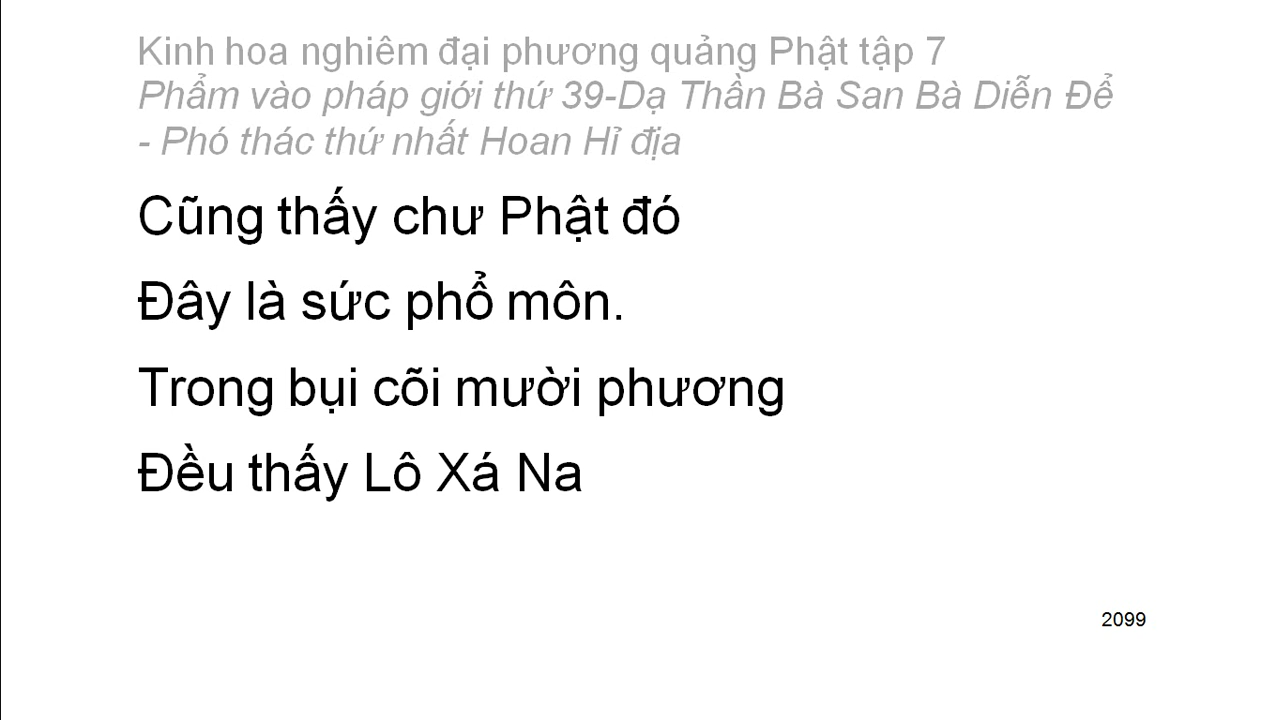 Kinh hoa nghiêm đại phương quảng Phật tập 7
Phẩm vào pháp giới thứ 39-Dạ Thần Bà San Bà Diễn Để
- Phó thác thứ nhất Hoan Hỉ địa
Cũng thấy chư Phật đó
Đây là sức phổ môn.
Trong bụi cõi mười phương
Đều thấy Lô Xá Na
2099